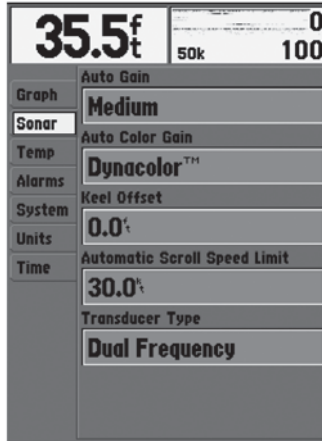 35.5ft
0
50k
100
Graph
Sonar
Temp
Alarms
System
Units
Time
Auto Gain
Medium
Auto Color Gain
Dynacolor™
Keel Offset
0.0ft
Automatic Scroll Speed Limit
30.0kt
Transducer Type
Dual Frequency